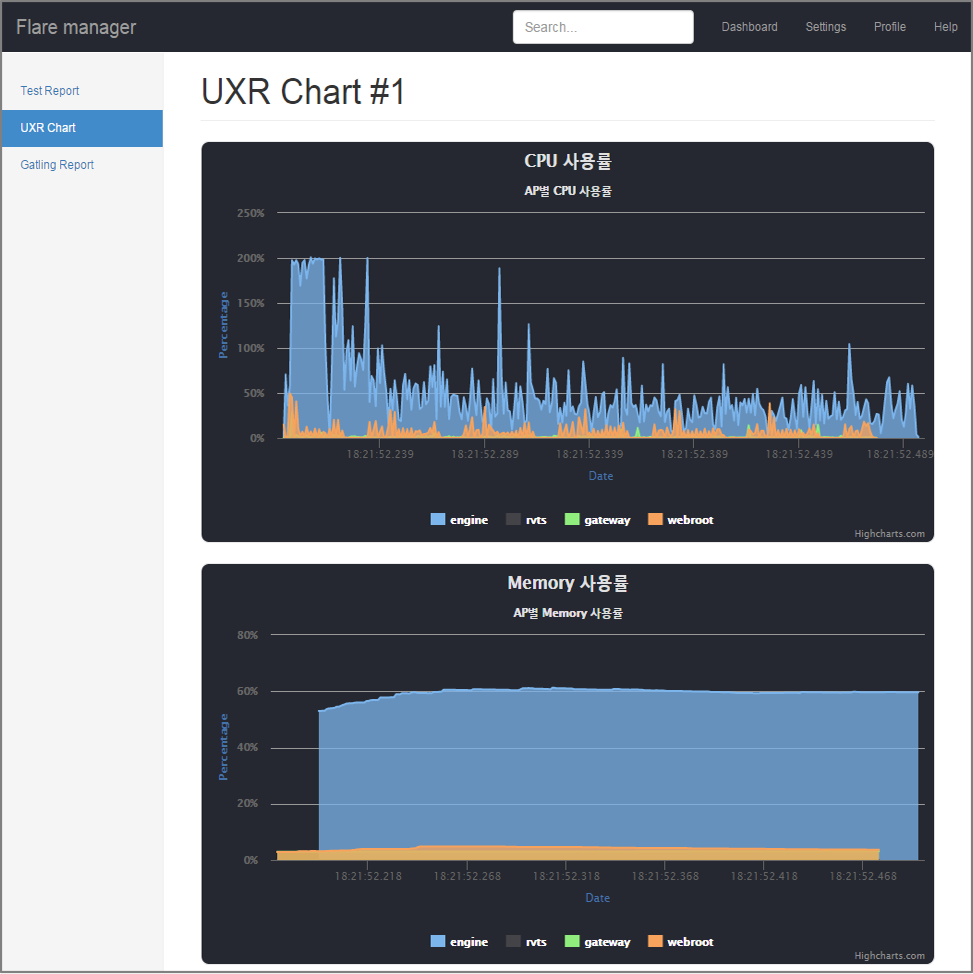 Flare manager
Search...
Dashboard
Settings
Profile
Help
Test Report
UXR Chart
Gatling Report
UXR Chart #1
CPU 사용률
AP별 CPU 사용률
Percentage
250%
200%
150%
100%
50%
0%
18:21:52.239
18:21:52.289
18:21:52.339
18:21:52.389
18:21:52.439
18:21:52.489
Date
engine
rvts
gateway
webroot
Highcharts.com
Memory 사용률
AP별 Memory 사용률
Percentage
80%
60%
40%
20%
0%
18:21:52.218
18:21:52.268
18:21:52.318
18:21:52.368
18:21:52.418
18:21:52.468
Date
engine
rvts
gateway
webroot
Highcharts.com